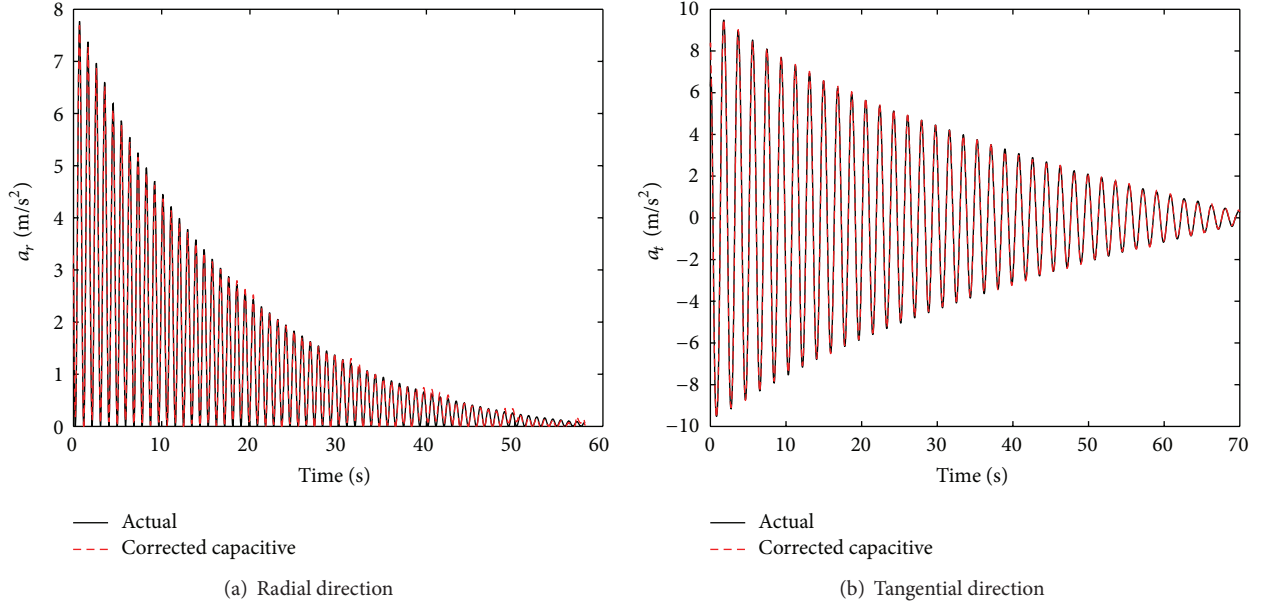 8
7
6
5
4
3
2
1
0
a_r (m/s²)
0 10 20 30 40 50 60
Time (s)
Actual
Corrected capacitive
(a) Radial direction
10
8
6
4
2
0
−2
−4
−6
−8
−10
a_t (m/s²)
0 10 20 30 40 50 60 70
Time (s)
Actual
Corrected capacitive
(b) Tangential direction